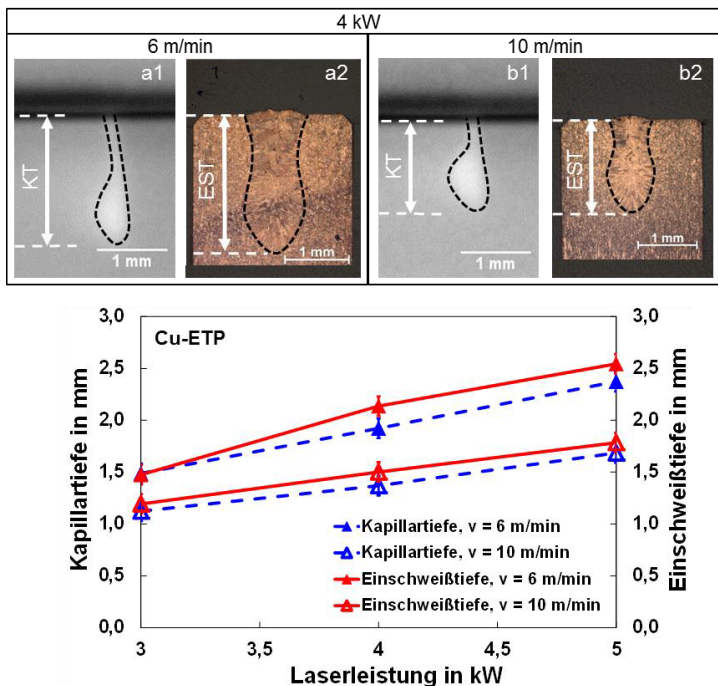 4 kW
6 m/min
10 m/min
a1
a2
b1
b2
KT
EST
KT
EST
1 mm
1 mm
1 mm
1 mm
Cu-ETP
Kapillartiefe in mm
3,0
2,5
2,0
1,5
1,0
0,5
0,0
3,0
2,5
2,0
1,5
1,0
0,5
0,0
Einschweißtiefe in mm
Kapillartiefe, v = 6 m/min
Kapillartiefe, v = 10 m/min
Einschweißtiefe, v = 6 m/min
Einschweißtiefe, v = 10 m/min
3
3,5
4
4,5
5
Laserleistung in kW